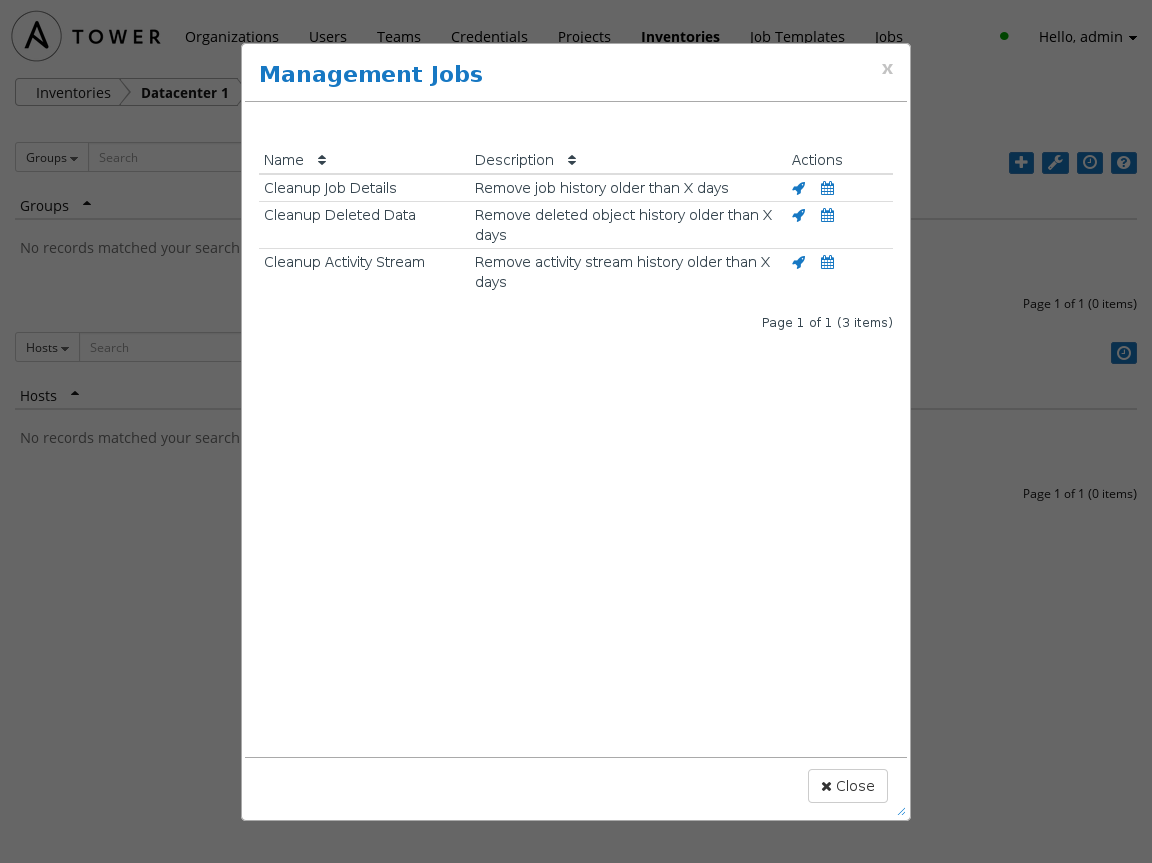 TOWER Organizations Users Teams Credentials Projects Inventories Job Templates Jobs Hello, admin
Management Jobs x
Inventories Datacenter 1
Groups Search
Name Description Actions
Cleanup Job Details Remove job history older than X days
Groups
Cleanup Deleted Data Remove deleted object history older than X
days
No records matched your search
Cleanup Activity Stream Remove activity stream history older than X
days
Page 1 of 1 (0 items)
Page 1 of 1 (3 items)
Hosts Search
Hosts
No records matched your search
Page 1 of 1 (0 items)
Close